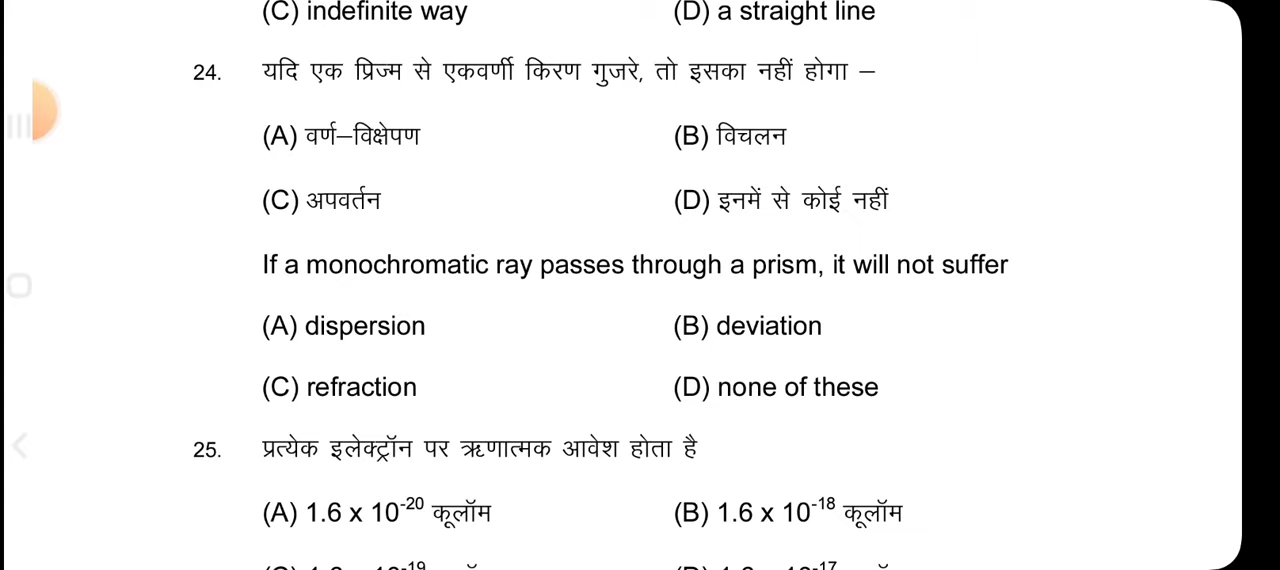 (C) indefinite way (D) a straight line
24. यदि एक प्रिज्म से एकवर्णी किरण गुजरे, तो इसका नहीं होगा –
(A) वर्ण–विक्षेपण (B) विचलन
(C) अपवर्तन (D) इनमें से कोई नहीं
If a monochromatic ray passes through a prism, it will not suffer
(A) dispersion (B) deviation
(C) refraction (D) none of these
25. प्रत्येक इलेक्ट्रॉन पर ऋणात्मक आवेश होता है
(A) 1.6 x 10⁻²⁰ कूलॉम (B) 1.6 x 10⁻¹⁸ कूलॉम